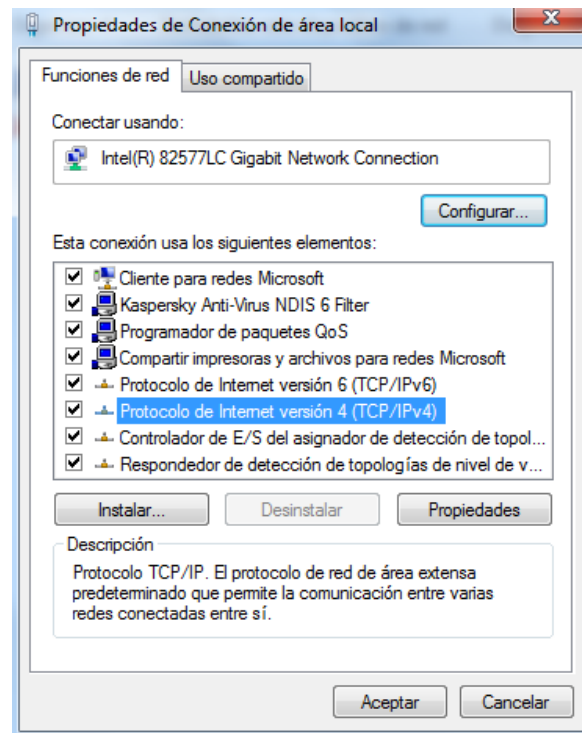 Propiedades de Conexión de área local
Funciones de red
Uso compartido
Conectar usando:
Intel(R) 82577LC Gigabit Network Connection
Configurar...
Esta conexión usa los siguientes elementos:
Cliente para redes Microsoft
Kaspersky Anti-Virus NDIS 6 Filter
Programador de paquetes QoS
Compartir impresoras y archivos para redes Microsoft
Protocolo de Internet versión 6 (TCP/IPv6)
Protocolo de Internet versión 4 (TCP/IPv4)
Controlador de E/S del asignador de detección de topol...
Respondedor de detección de topologías de nivel de v...
Instalar...
Desinstalar
Propiedades
Descripción
Protocolo TCP/IP. El protocolo de red de área extensa
predeterminado que permite la comunicación entre varias
redes conectadas entre sí.
Aceptar
Cancelar